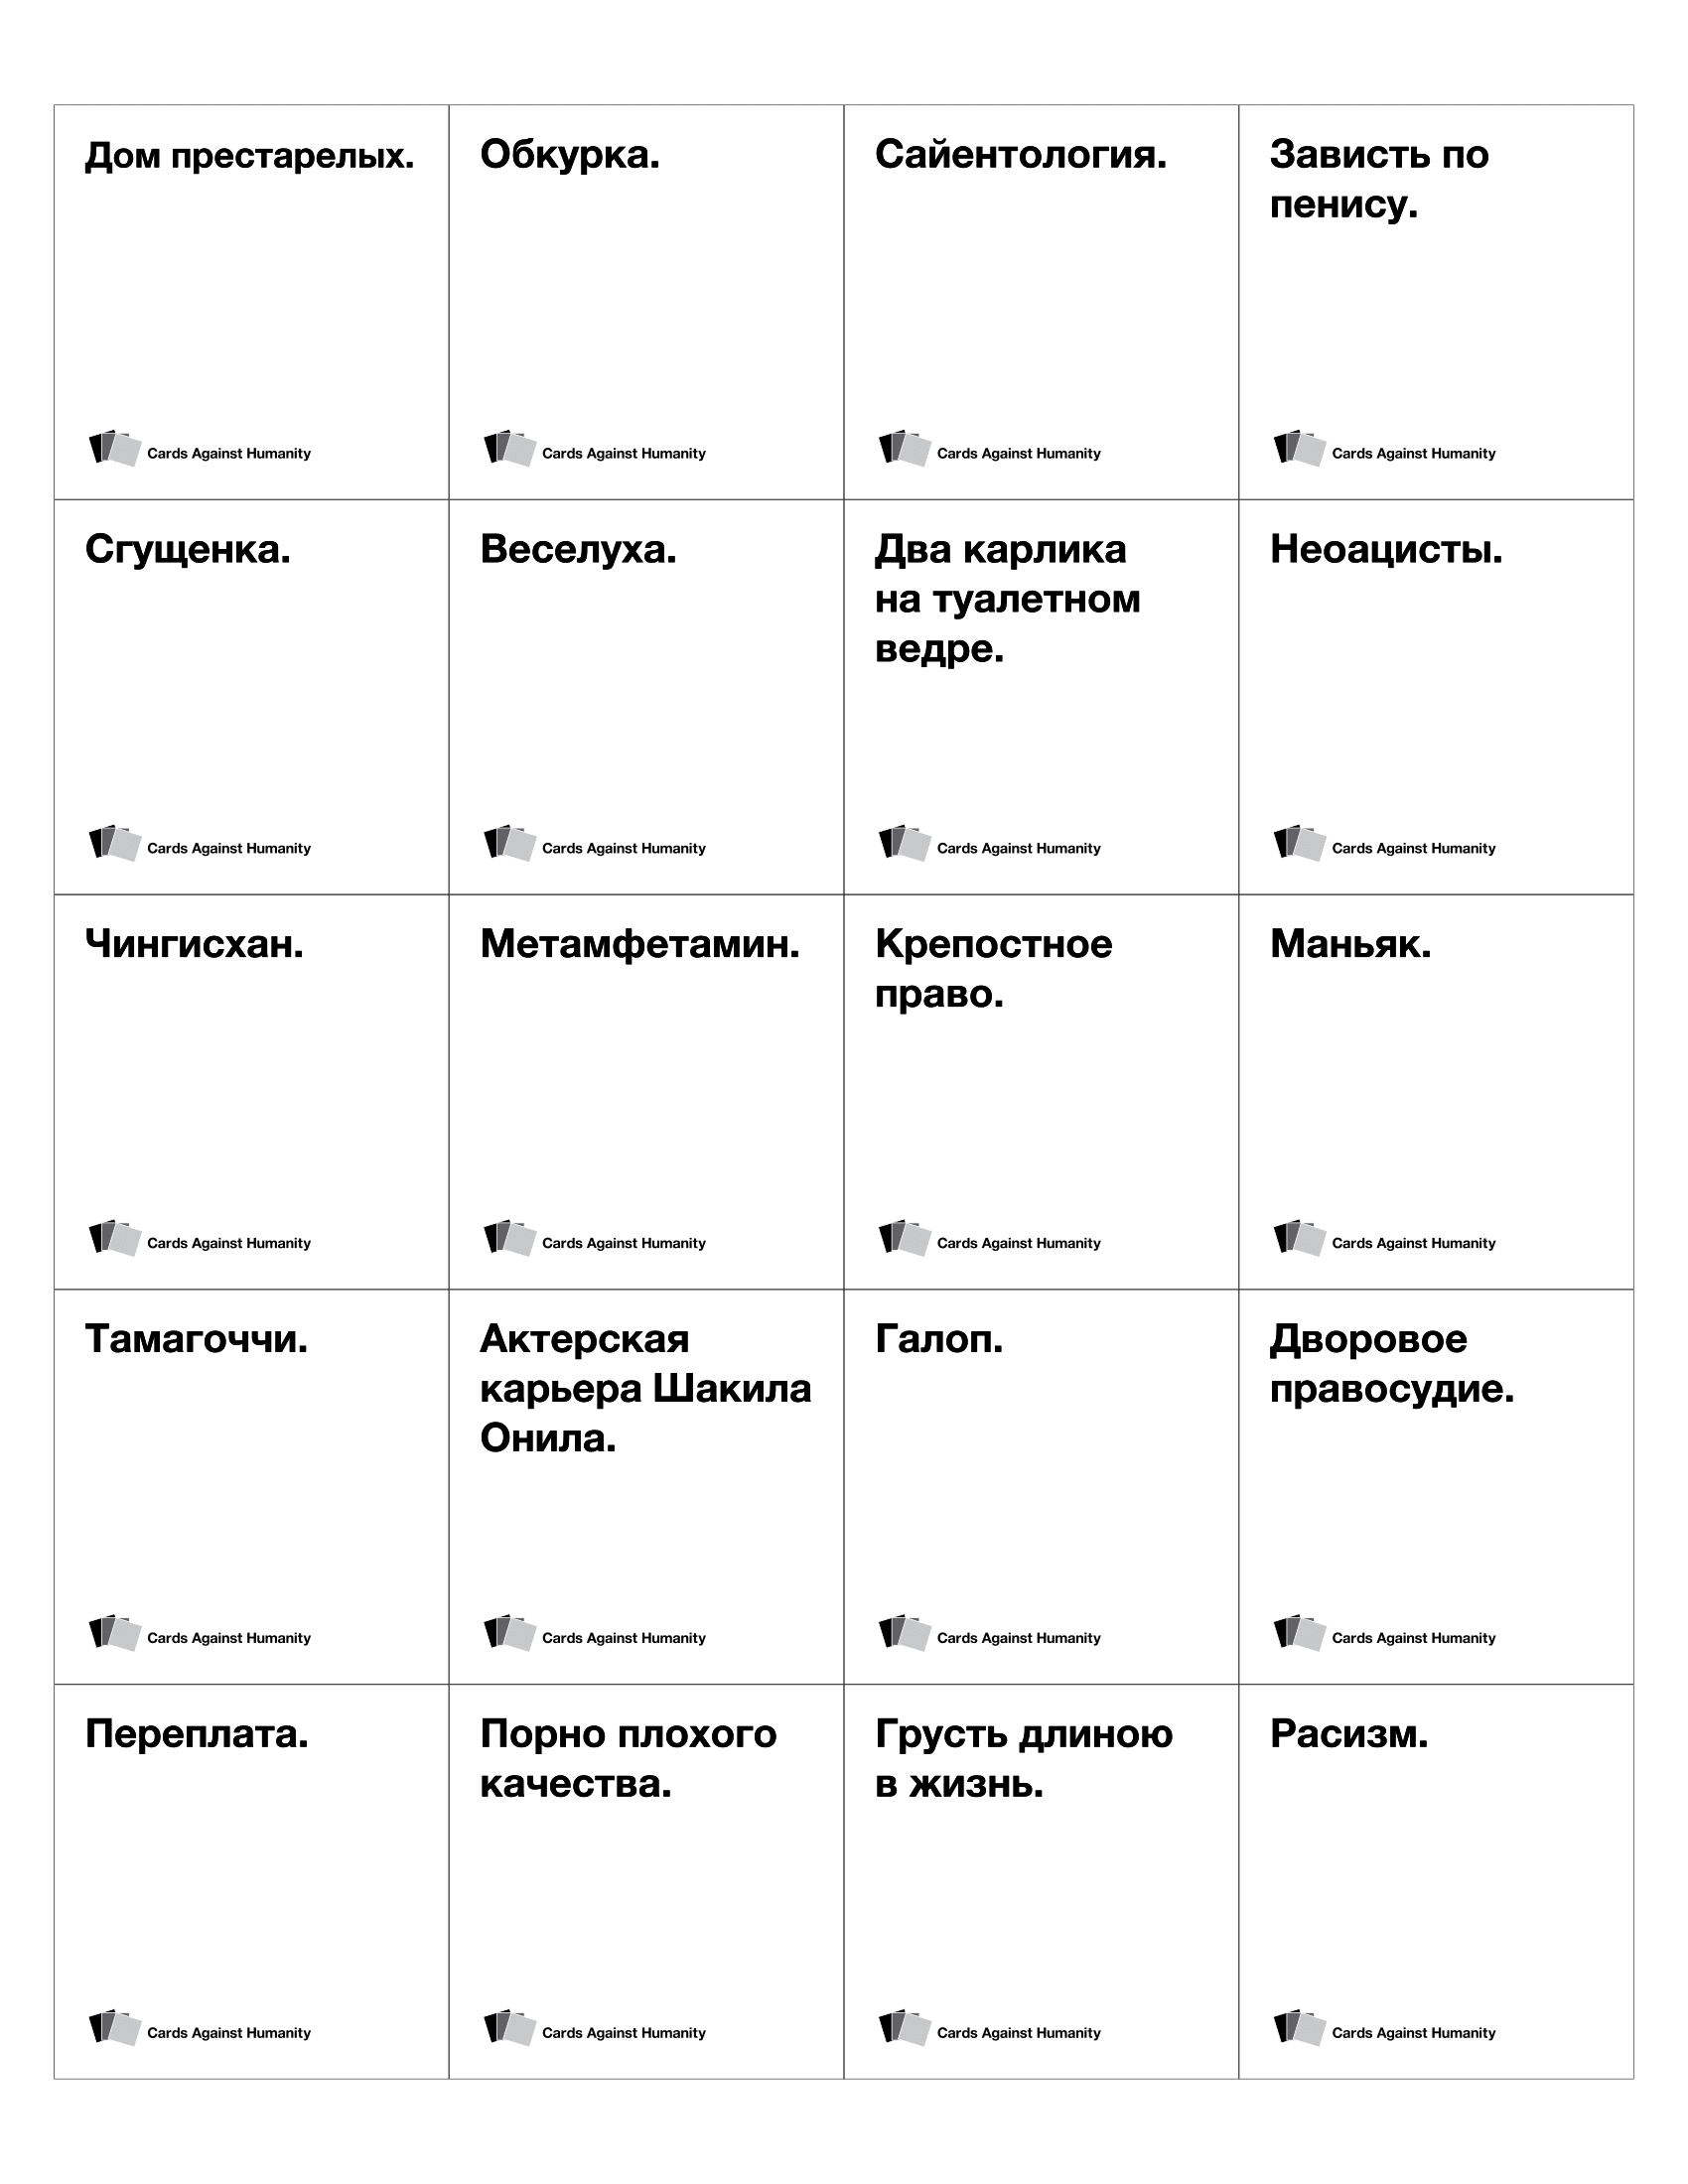 Дом престарелых.
Обкурка.
Сайентология.
Зависть по
пенису.
Cards Against Humanity
Cards Against Humanity
Cards Against Humanity
Cards Against Humanity
Сгущенка.
Веселуха.
Два карлика
на туалетном
ведре.
Неоацисты.
Cards Against Humanity
Cards Against Humanity
Cards Against Humanity
Cards Against Humanity
Чингисхан.
Метамфетамин.
Крепостное
право.
Маньяк.
Cards Against Humanity
Cards Against Humanity
Cards Against Humanity
Cards Against Humanity
Тамагоччи.
Актерская
карьера Шакила
Онила.
Галоп.
Дворовое
правосудие.
Cards Against Humanity
Cards Against Humanity
Cards Against Humanity
Cards Against Humanity
Переплата.
Порно плохого
качества.
Грусть длиною
в жизнь.
Расизм.
Cards Against Humanity
Cards Against Humanity
Cards Against Humanity
Cards Against Humanity